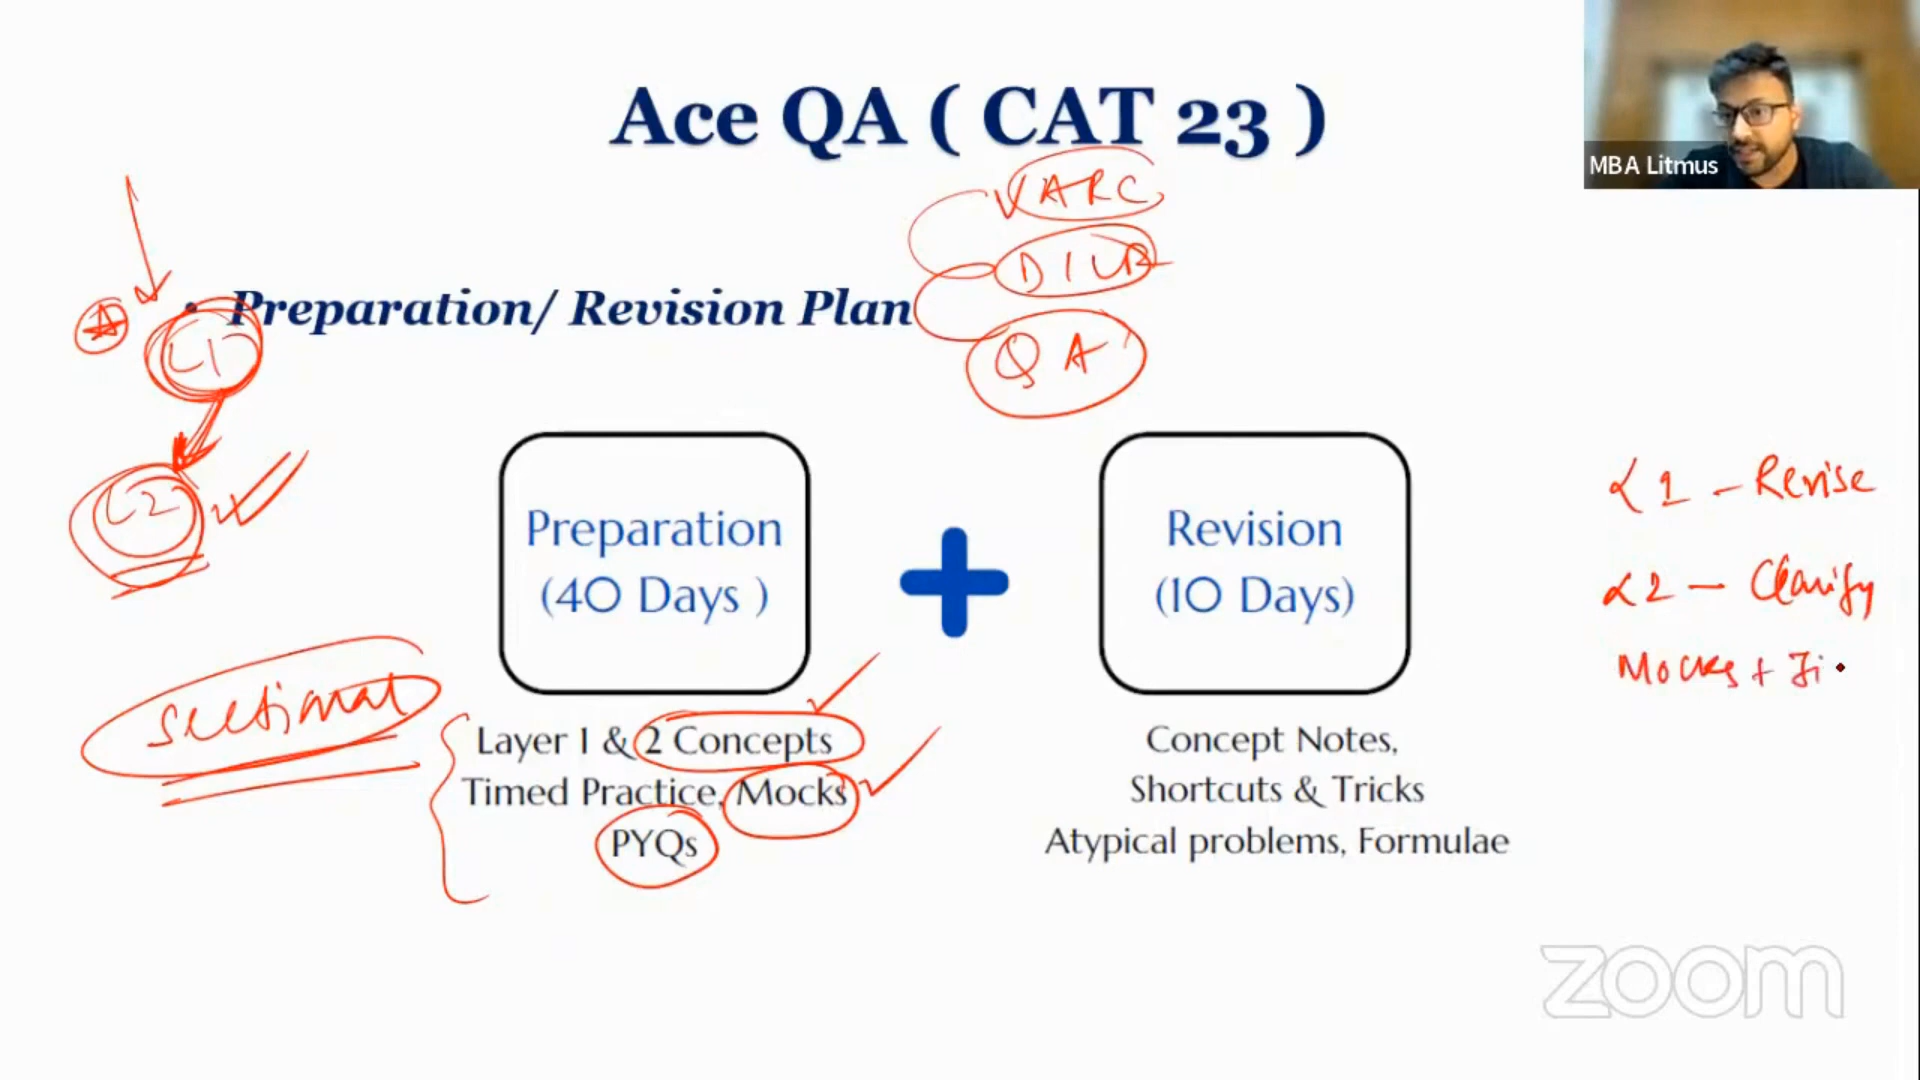 Ace QA ( CAT 23 )
MBA Litmus
VARC
DILR
• Preparation/ Revision Plan
QA
L1
L2
Preparation
(40 Days )
Revision
(10 Days)
L1 - Revise
L2 - Clarify
Mocks +
Sectional
Layer 1 & 2 Concepts
Timed Practice, Mocks
PYQs
Concept Notes,
Shortcuts & Tricks
Atypical problems, Formulae
zoom